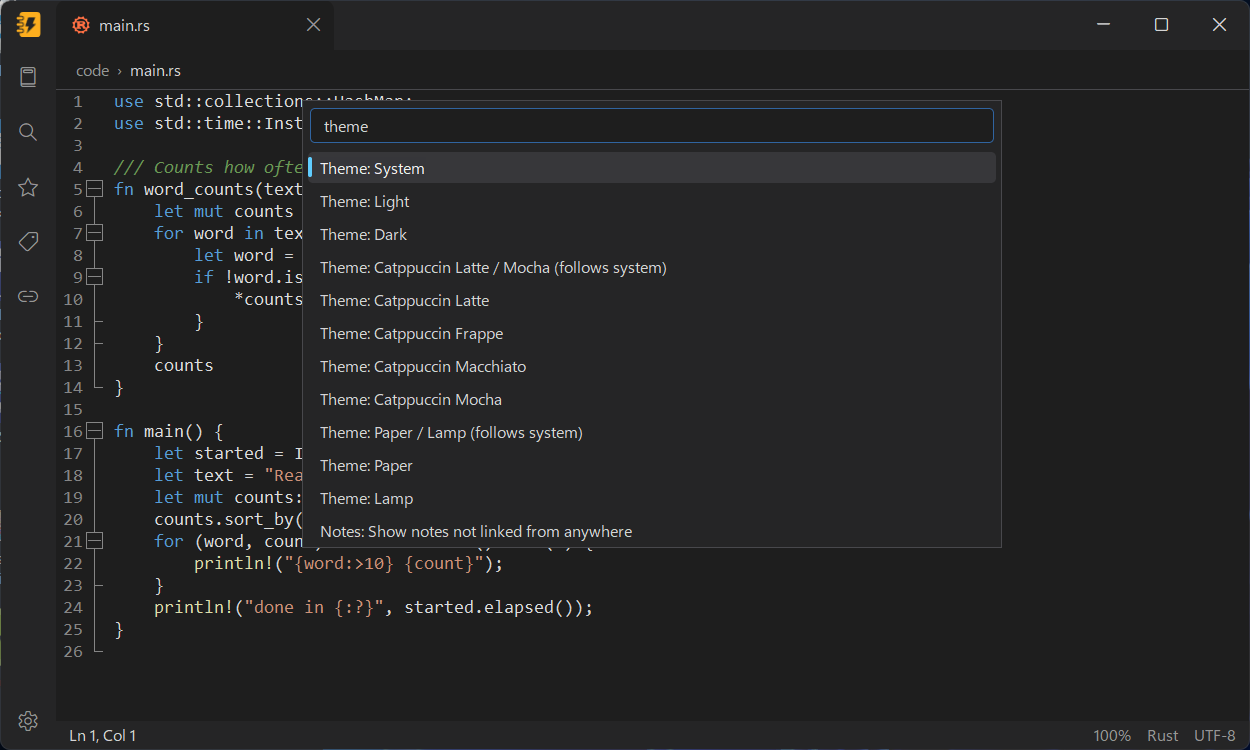 main.rs
code › main.rs
1 use std::collections::HashMap;
2 use std::time::Inst
3
4 /// Counts how ofte
5 fn word_counts(text
6 let mut counts
7 for word in tex
8 let word =
9 if !word.is
10 *counts
11 }
12 }
13 counts
14 }
15
16 fn main() {
17 let started = I
18 let text = "Rea
19 let mut counts:
20 counts.sort_by(
21 for (word, coun
22 println!("{word:>10} {count}");
23 }
24 println!("done in {:?}", started.elapsed());
25 }
26
theme
Theme: System
Theme: Light
Theme: Dark
Theme: Catppuccin Latte / Mocha (follows system)
Theme: Catppuccin Latte
Theme: Catppuccin Frappe
Theme: Catppuccin Macchiato
Theme: Catppuccin Mocha
Theme: Paper / Lamp (follows system)
Theme: Paper
Theme: Lamp
Notes: Show notes not linked from anywhere
Ln 1, Col 1
100% Rust UTF-8